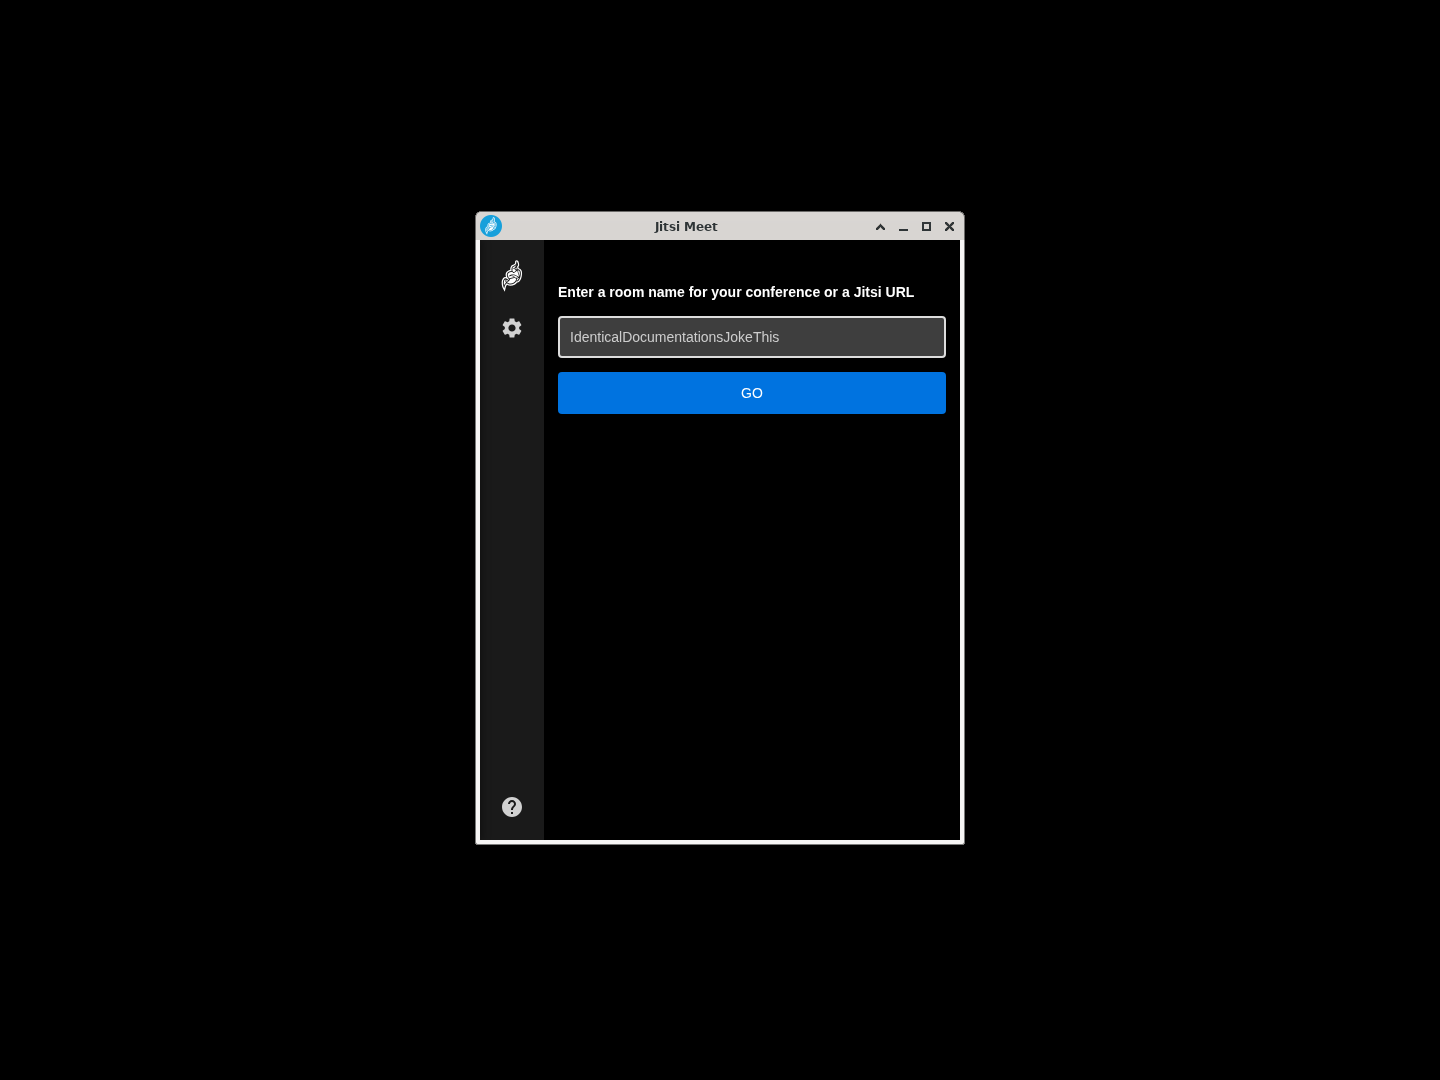 Jitsi Meet
Enter a room name for your conference or a Jitsi URL
IdenticalDocumentationsJokeThis
GO